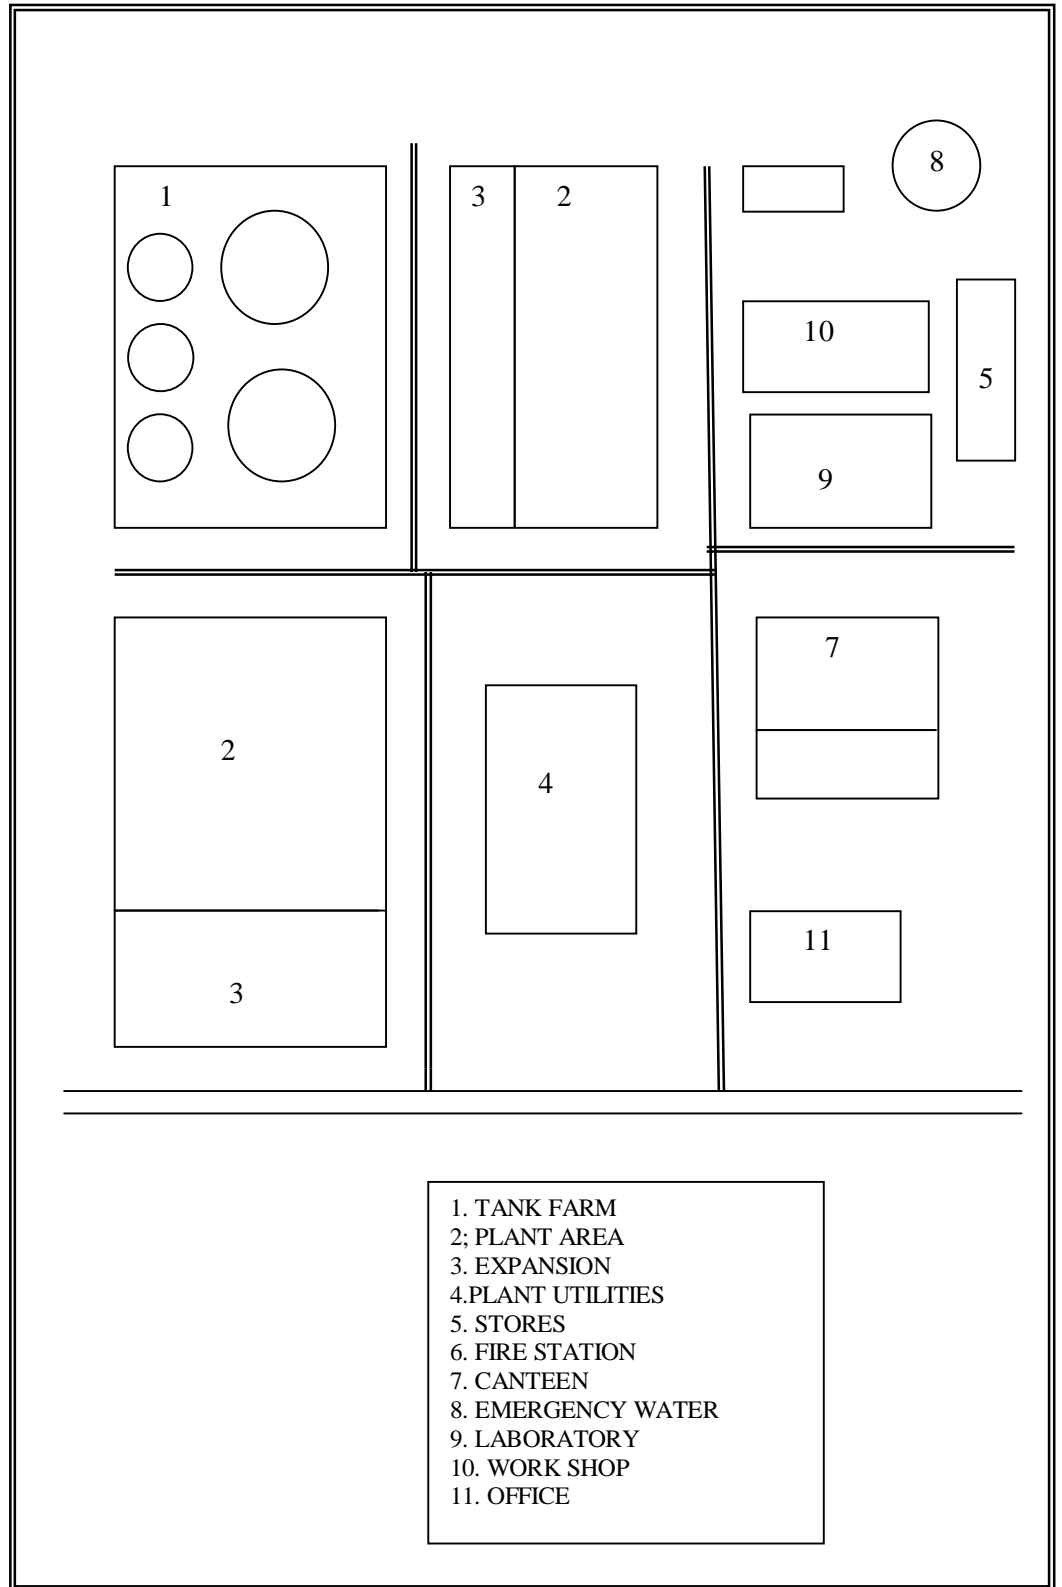 8
1
3 2
10
5
9
7
2
4
11
3
1. TANK FARM
2; PLANT AREA
3. EXPANSION
4.PLANT UTILITIES
5. STORES
6. FIRE STATION
7. CANTEEN
8. EMERGENCY WATER
9. LABORATORY
10. WORK SHOP
11. OFFICE